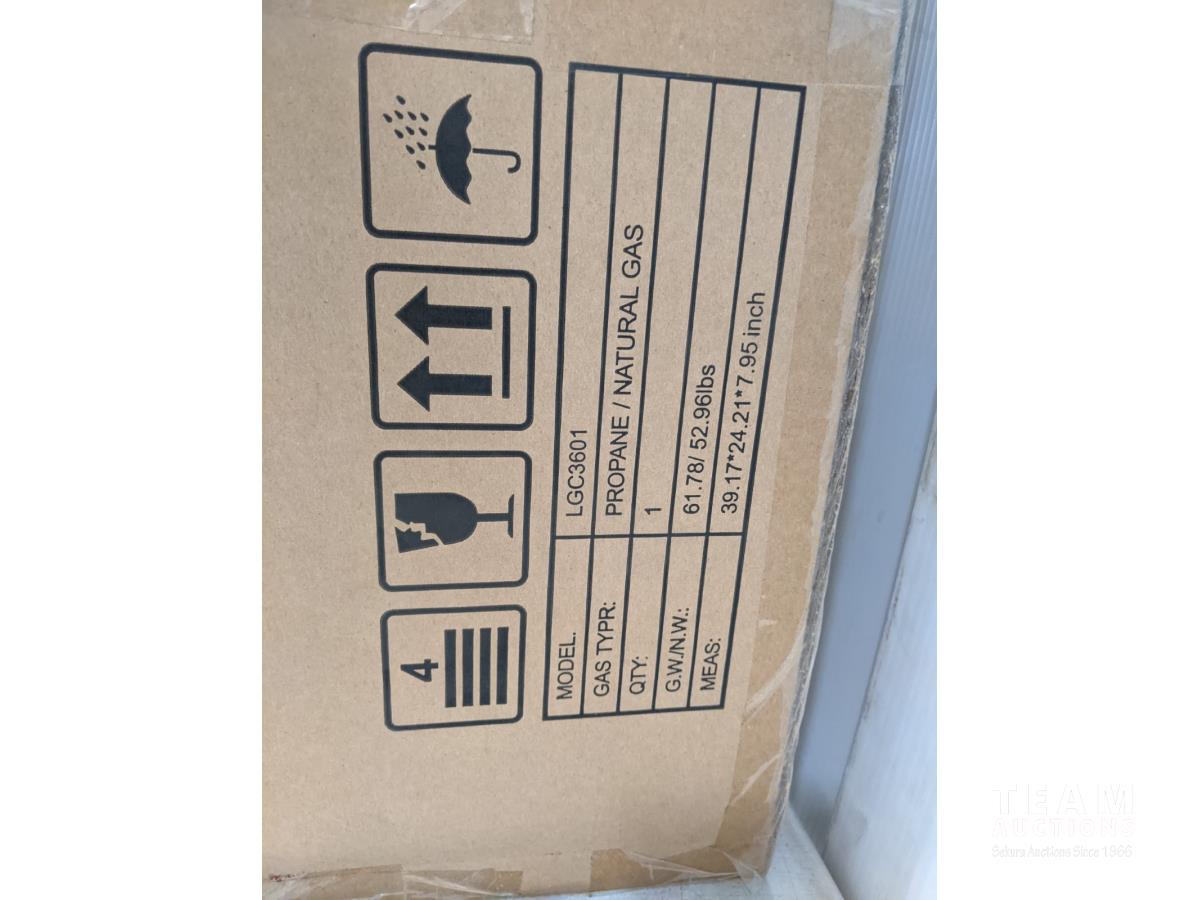 4
MODEL. LGC3601
GAS TYPR: PROPANE / NATURAL GAS
QTY: 1
G.W./N.W.: 61.78/ 52.96lbs
MEAS: 39.17*24.21*7.95 inch
TEAM
AUCTIONS
Sekura Auctions Since 1966